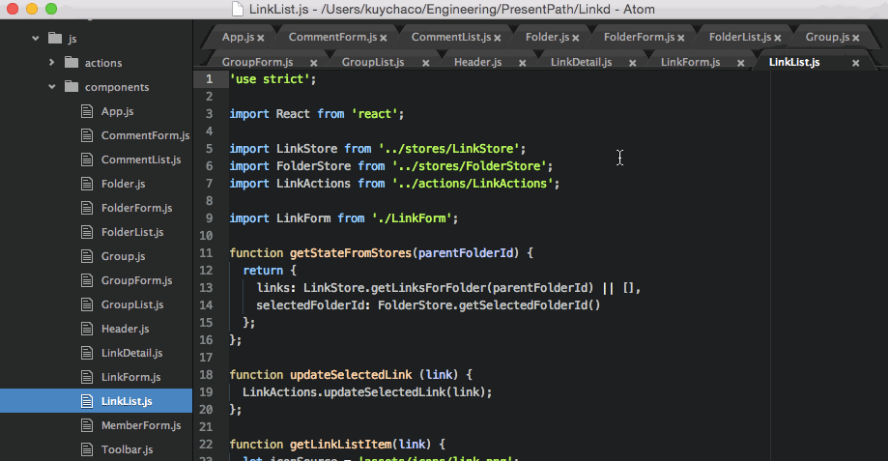 LinkList.js - /Users/kuychaco/Engineering/PresentPath/Linkd - Atom
js
actions
components
App.js
CommentForm.js
CommentList.js
Folder.js
FolderForm.js
FolderList.js
Group.js
GroupForm.js
GroupList.js
Header.js
LinkDetail.js
LinkForm.js
LinkList.js
MemberForm.js
Toolbar.js
App.js CommentForm.js CommentList.js Folder.js FolderForm.js FolderList.js Group.js
GroupForm.js GroupList.js Header.js LinkDetail.js LinkForm.js LinkList.js
1 'use strict';
2
3 import React from 'react';
4
5 import LinkStore from '../stores/LinkStore';
6 import FolderStore from '../stores/FolderStore';
7 import LinkActions from '../actions/LinkActions';
8
9 import LinkForm from './LinkForm';
10
11 function getStateFromStores(parentFolderId) {
12 return {
13 links: LinkStore.getLinksForFolder(parentFolderId) || [],
14 selectedFolderId: FolderStore.getSelectedFolderId()
15 };
16 };
17
18 function updateSelectedLink (link) {
19 LinkActions.updateSelectedLink(link);
20 };
21
22 function getLinkListItem(link) {
23 let iconSource = 'assets/icons/link.png';